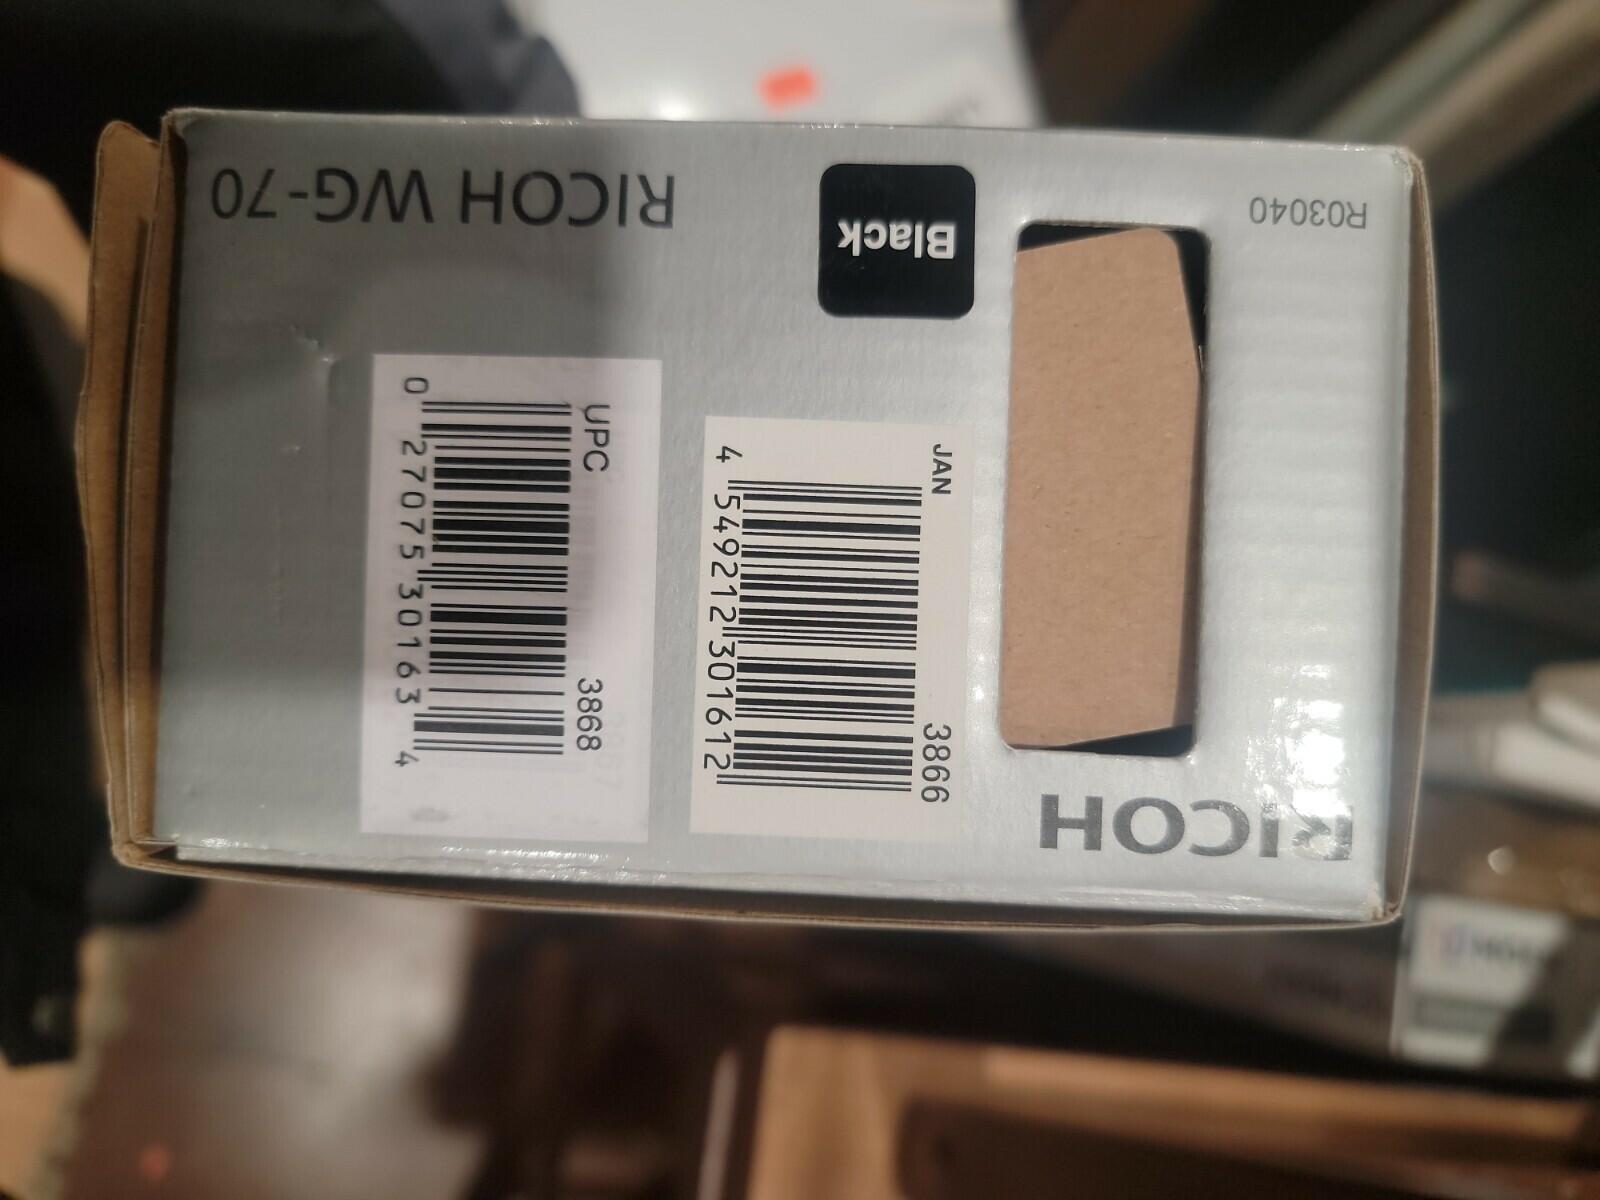 R03040
Black
RICOH WG-70
RICOH
JAN
3866
4 549212 301612
UPC
3868
0 27075 30163 4